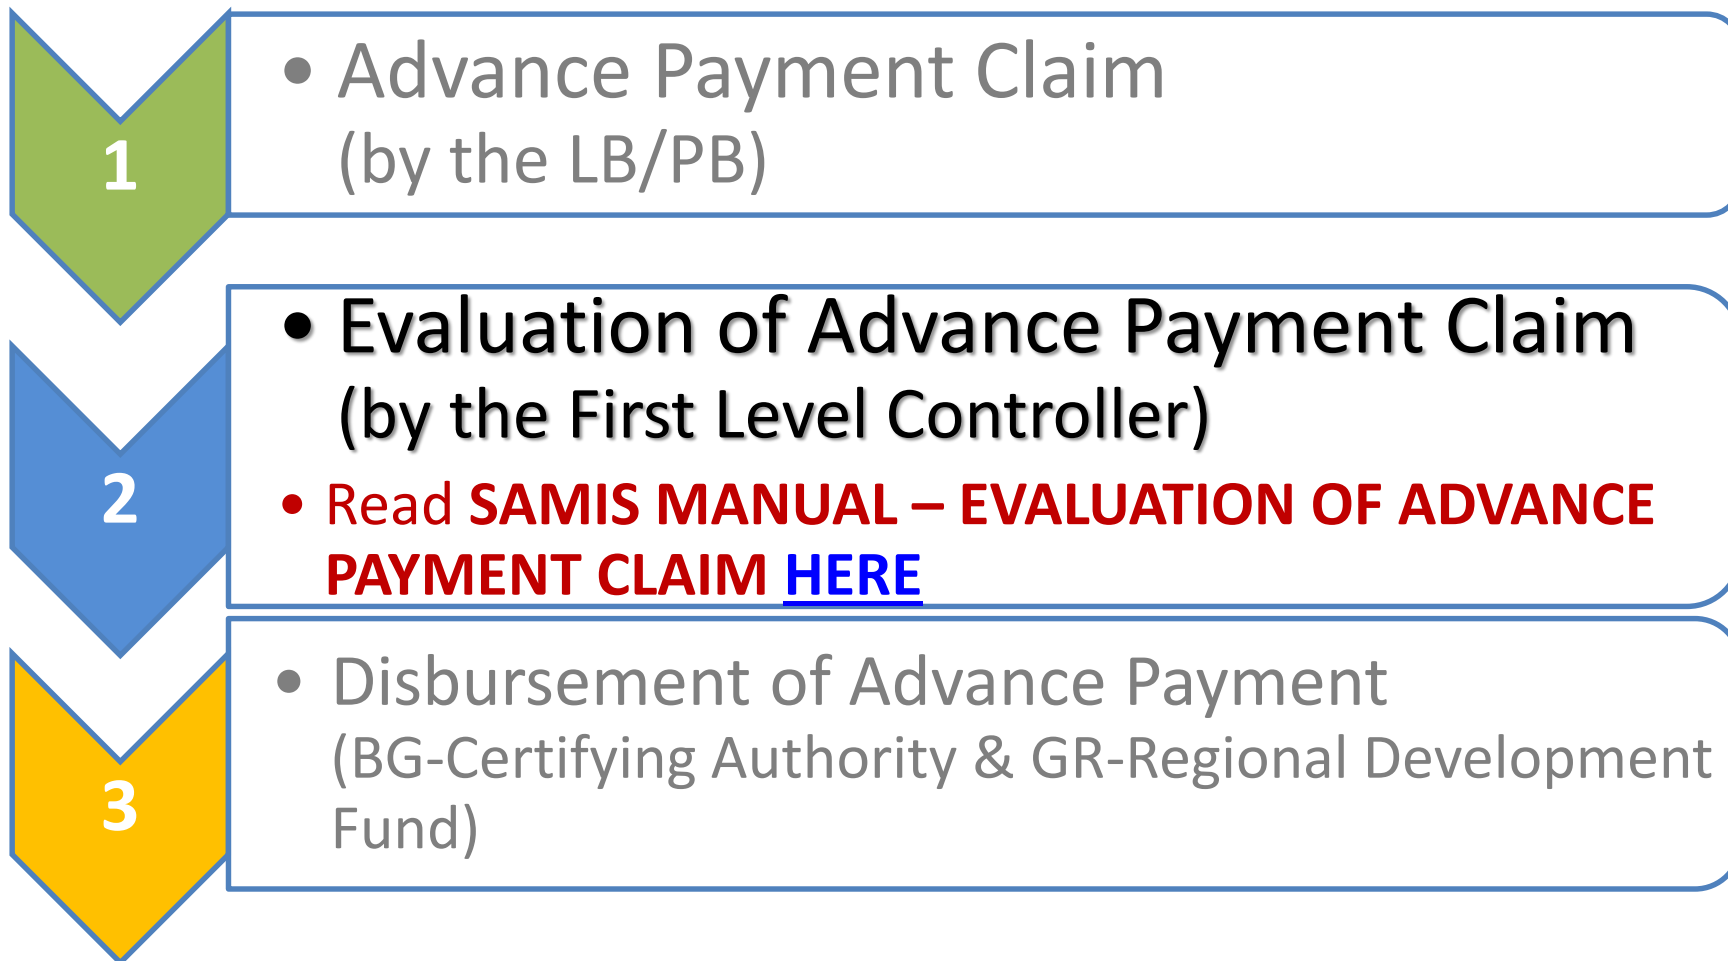 1
• Advance Payment Claim
(by the LB/PB)
2
• Evaluation of Advance Payment Claim
(by the First Level Controller)
• Read SAMIS MANUAL – EVALUATION OF ADVANCE
PAYMENT CLAIM HERE
3
• Disbursement of Advance Payment
(BG-Certifying Authority & GR-Regional Development
Fund)